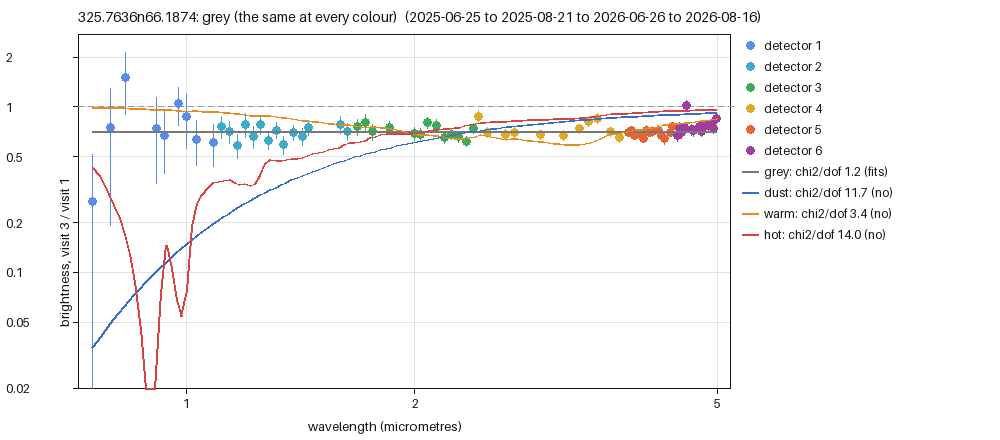 325.7636n66.1874: grey (the same at every colour)  (2025-06-25 to 2025-08-21 to 2026-06-26 to 2026-08-16)
brightness, visit 3 / visit 1
2
1
0.5
0.2
0.1
0.05
0.02
1
2
5
wavelength (micrometres)
detector 1
detector 2
detector 3
detector 4
detector 5
detector 6
grey: chi2/dof 1.2 (fits)
dust: chi2/dof 11.7 (no)
warm: chi2/dof 3.4 (no)
hot: chi2/dof 14.0 (no)